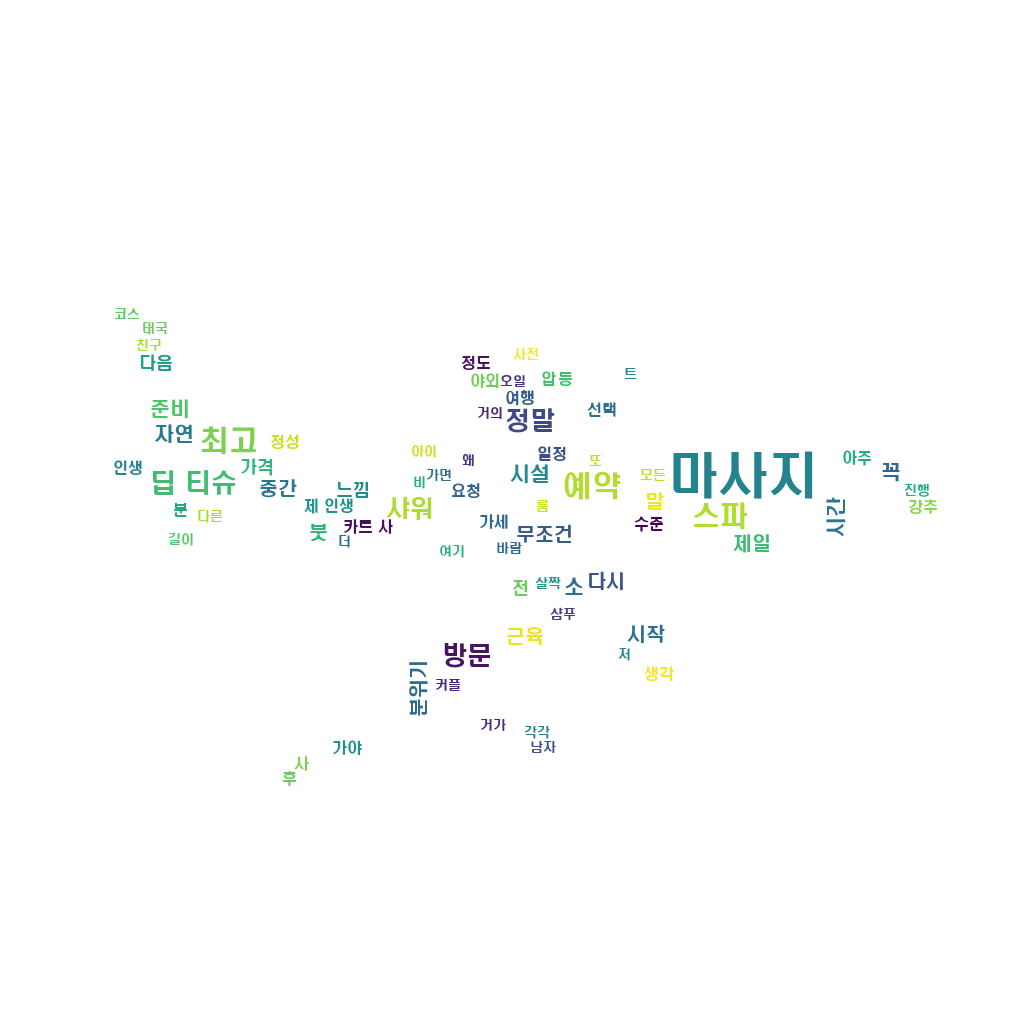 코스
태국
친구
다음
사전
정도
야외
오일
압등
트
여행
준비
거의
정말
선택
자연
최고
정성
아이
왜
일정
또
아주
인생
딥 티슈
가격
중간
느낌
제 인생
비
가면
요청
시설
예약
모든
마사지
꼭
진행
강추
분
다른
길이
붓
더
카트 사
샤워
여기
가세
바람
룸
무조건
말
수준
스파
제일
시간
전
살짝
소
다시
샴푸
방문
근육
시작
저
생각
분위기
커플
거가
각각
남자
가야
사
후